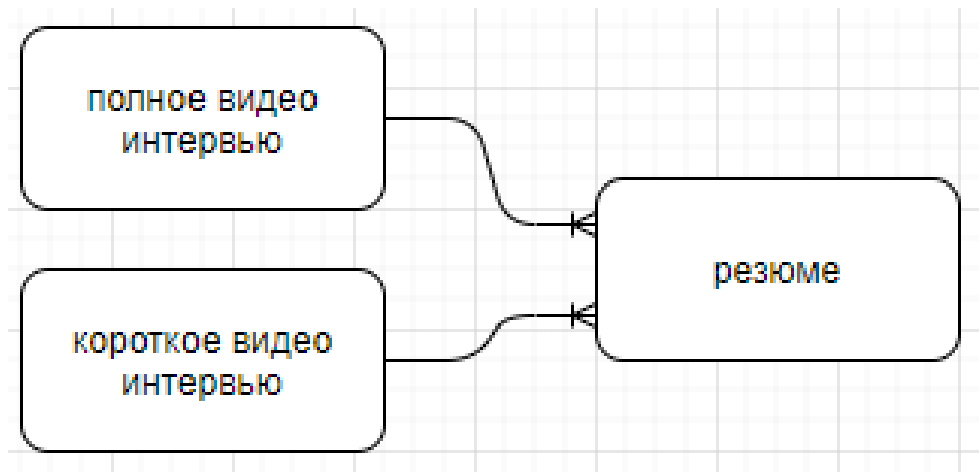 полное видео
интервью
резюме
короткое видео
интервью